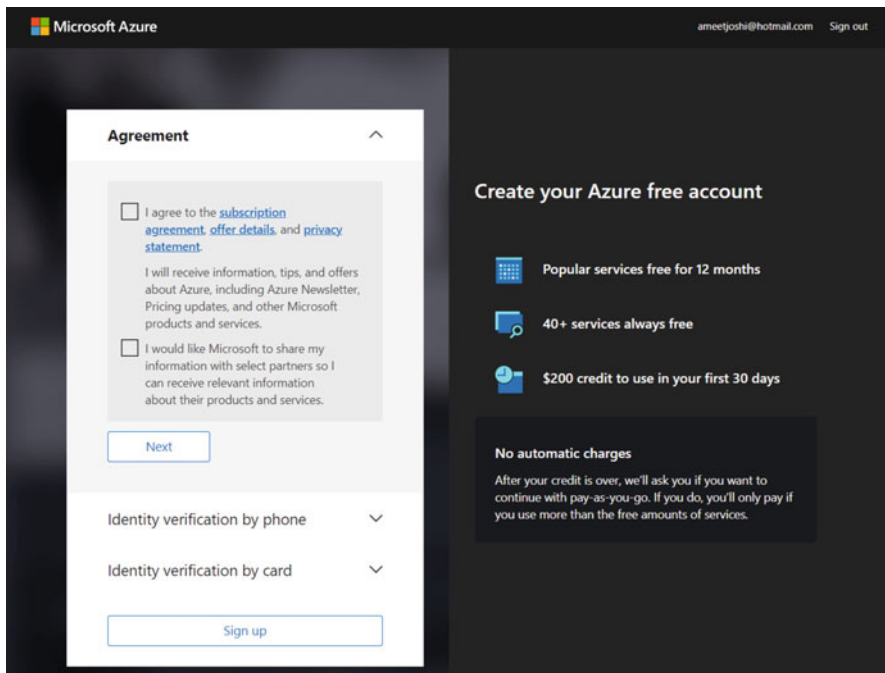 Microsoft Azure
ameetjoshi@hotmail.com Sign out
Agreement
I agree to the subscription
agreement, offer details, and privacy
statement.
I will receive information, tips, and offers
about Azure, including Azure Newsletter,
Pricing updates, and other Microsoft
products and services.
I would like Microsoft to share my
information with select partners so I
can receive relevant information
about their products and services.
Next
Identity verification by phone
Identity verification by card
Sign up
Create your Azure free account
Popular services free for 12 months
40+ services always free
$200 credit to use in your first 30 days
No automatic charges
After your credit is over, we'll ask you if you want to
continue with pay-as-you-go. If you do, you'll only pay if
you use more than the free amounts of services.